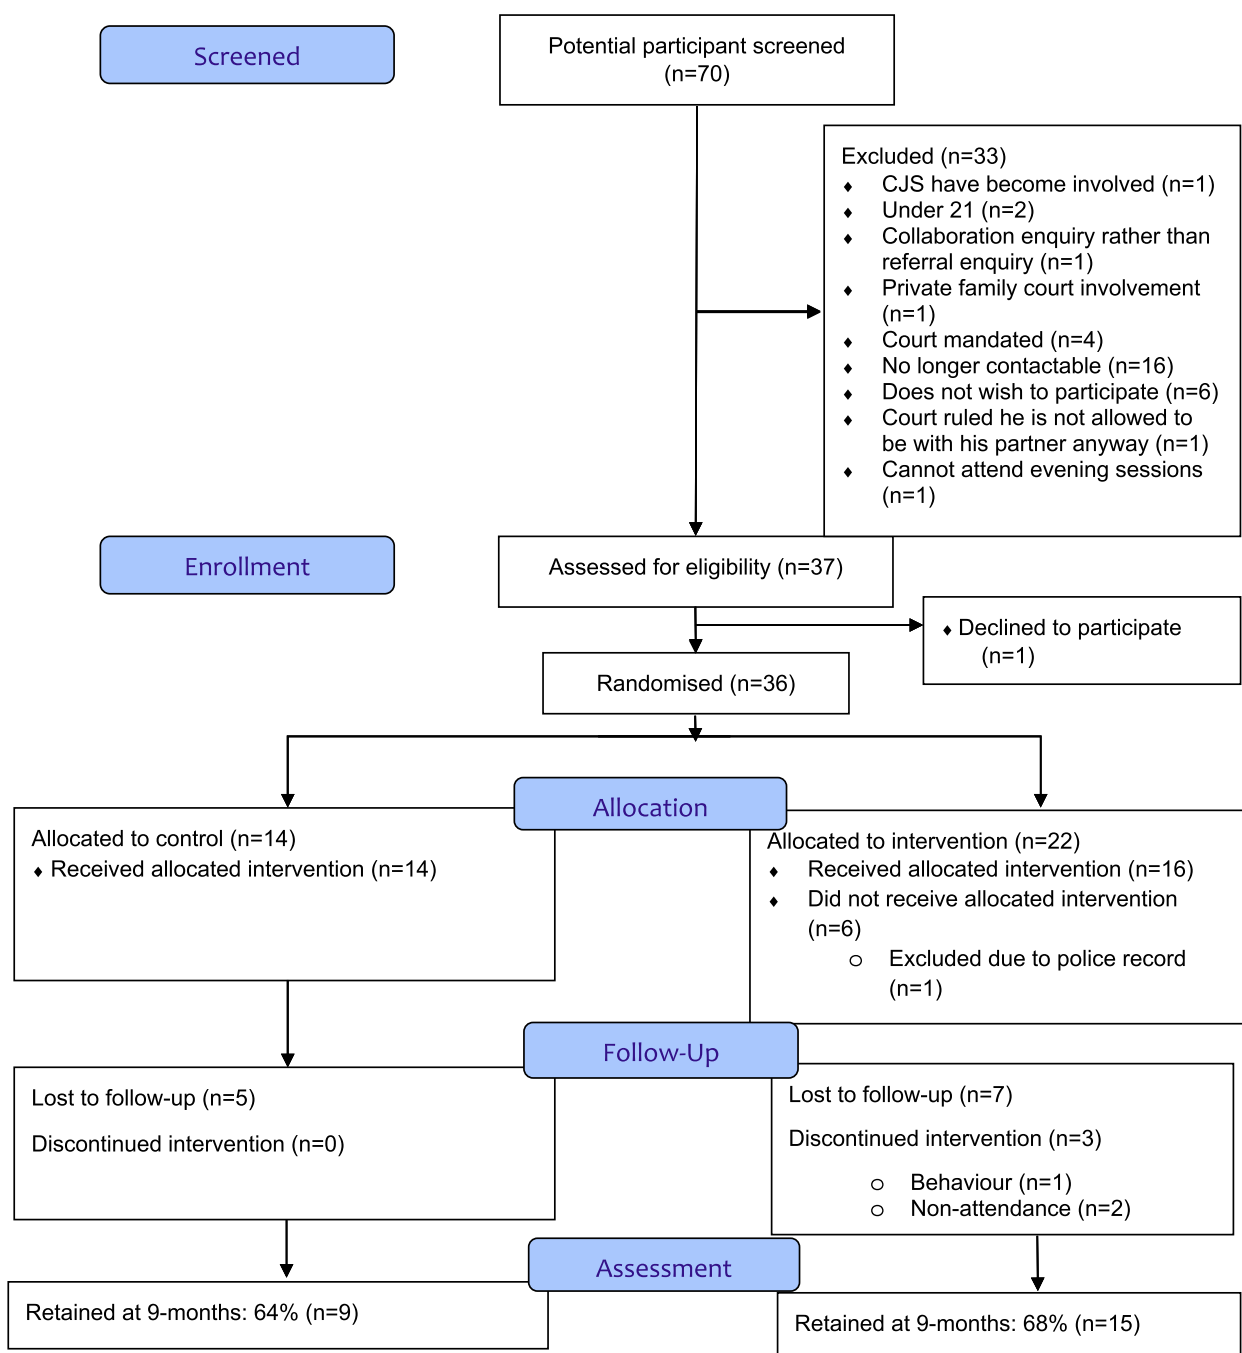 Screened
Potential participant screened
(n=70)
Excluded (n=33)
♦ CJS have become involved (n=1)
♦ Under 21 (n=2)
♦ Collaboration enquiry rather than
referral enquiry (n=1)
♦ Private family court involvement
(n=1)
♦ Court mandated (n=4)
♦ No longer contactable (n=16)
♦ Does not wish to participate (n=6)
♦ Court ruled he is not allowed to
be with his partner anyway (n=1)
♦ Cannot attend evening sessions
(n=1)
Enrollment
Assessed for eligibility (n=37)
♦ Declined to participate
(n=1)
Randomised (n=36)
Allocation
Allocated to control (n=14)
♦ Received allocated intervention (n=14)
Allocated to intervention (n=22)
♦ Received allocated intervention (n=16)
♦ Did not receive allocated intervention
(n=6)
o Excluded due to police record
(n=1)
Follow-Up
Lost to follow-up (n=5)
Discontinued intervention (n=0)
Lost to follow-up (n=7)
Discontinued intervention (n=3)
o Behaviour (n=1)
o Non-attendance (n=2)
Assessment
Retained at 9-months: 64% (n=9)
Retained at 9-months: 68% (n=15)